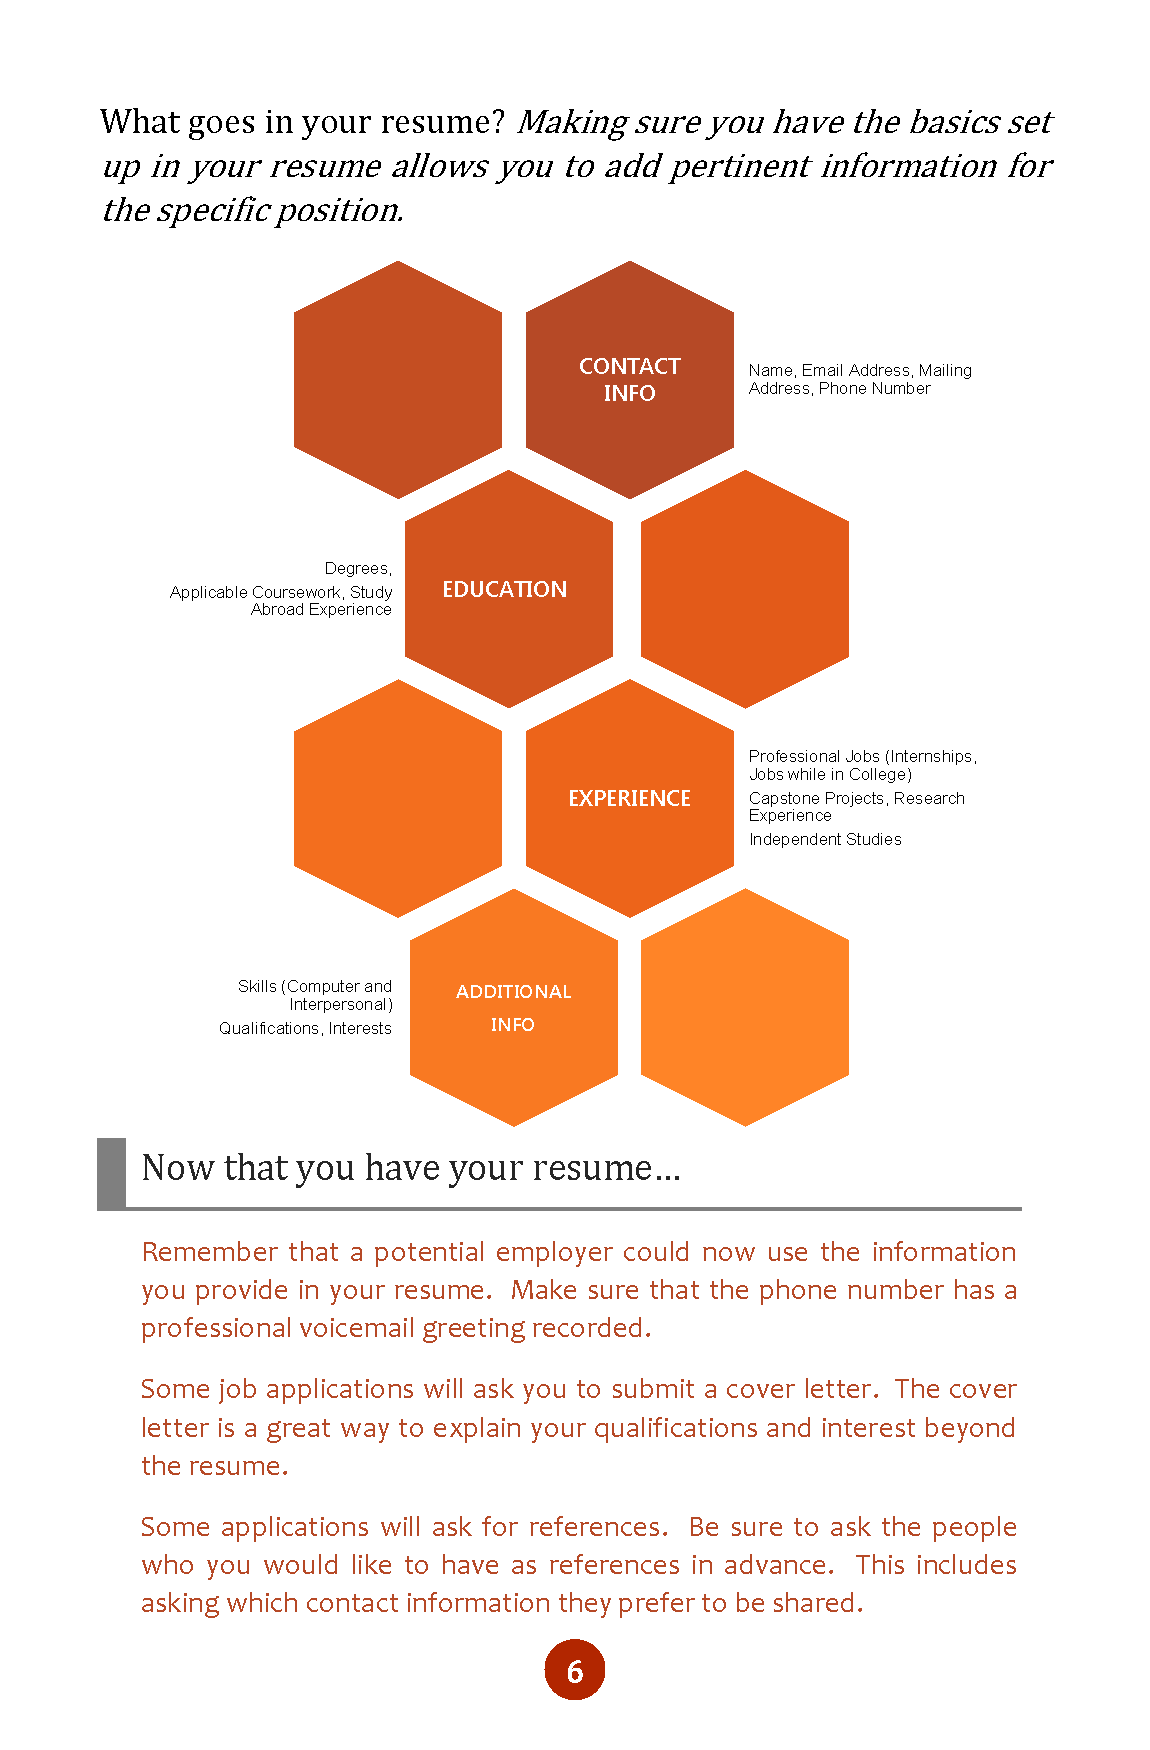 What goes in your resume? Making sure you have the basics set
up in your resume allows you to add pertinent information for
the specific position.
CONTACT
INFO
Name, Email Address, Mailing
Address, Phone Number
Degrees,
Applicable Coursework, Study
Abroad Experience
EDUCATION
EXPERIENCE
Professional Jobs (Internships,
Jobs while in College)
Capstone Projects, Research
Experience
Independent Studies
Skills (Computer and
Interpersonal)
Qualifications, Interests
ADDITIONAL
INFO
Now that you have your resume...
Remember that a potential employer could now use the information
you provide in your resume. Make sure that the phone number has a
professional voicemail greeting recorded.
Some job applications will ask you to submit a cover letter. The cover
letter is a great way to explain your qualifications and interest beyond
the resume.
Some applications will ask for references. Be sure to ask the people
who you would like to have as references in advance. This includes
asking which contact information they prefer to be shared.
6